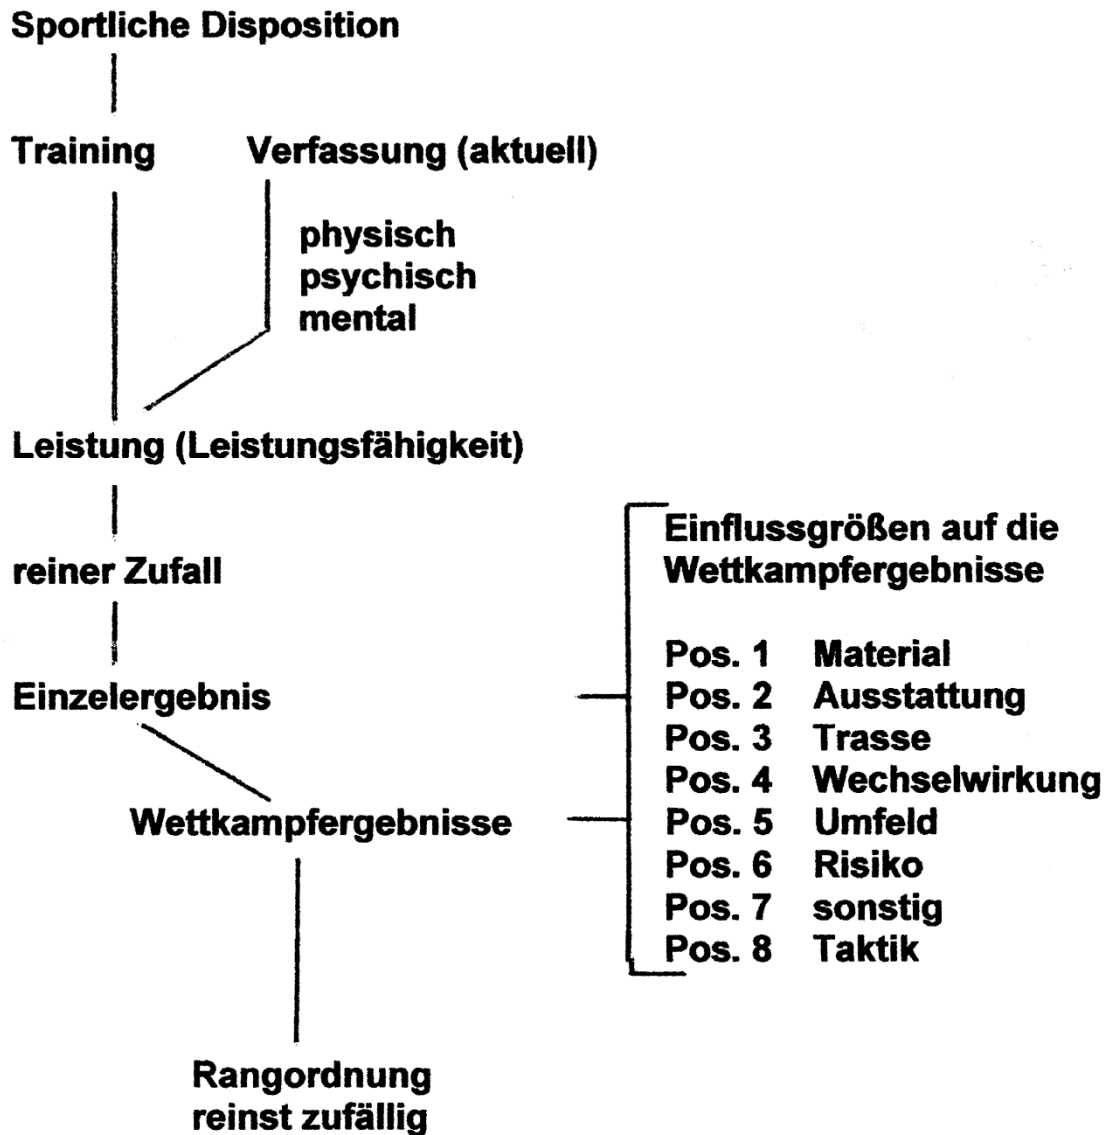 Sportliche Disposition
Training Verfassung (aktuell)
physisch
psychisch
mental
Leistung (Leistungsfähigkeit)
reiner Zufall
Einzelergebnis
Wettkampfergebnisse
Rangordnung
reinst zufällig
Einflussgrößen auf die
Wettkampfergebnisse
Pos. 1 Material
Pos. 2 Ausstattung
Pos. 3 Trasse
Pos. 4 Wechselwirkung
Pos. 5 Umfeld
Pos. 6 Risiko
Pos. 7 sonstig
Pos. 8 Taktik